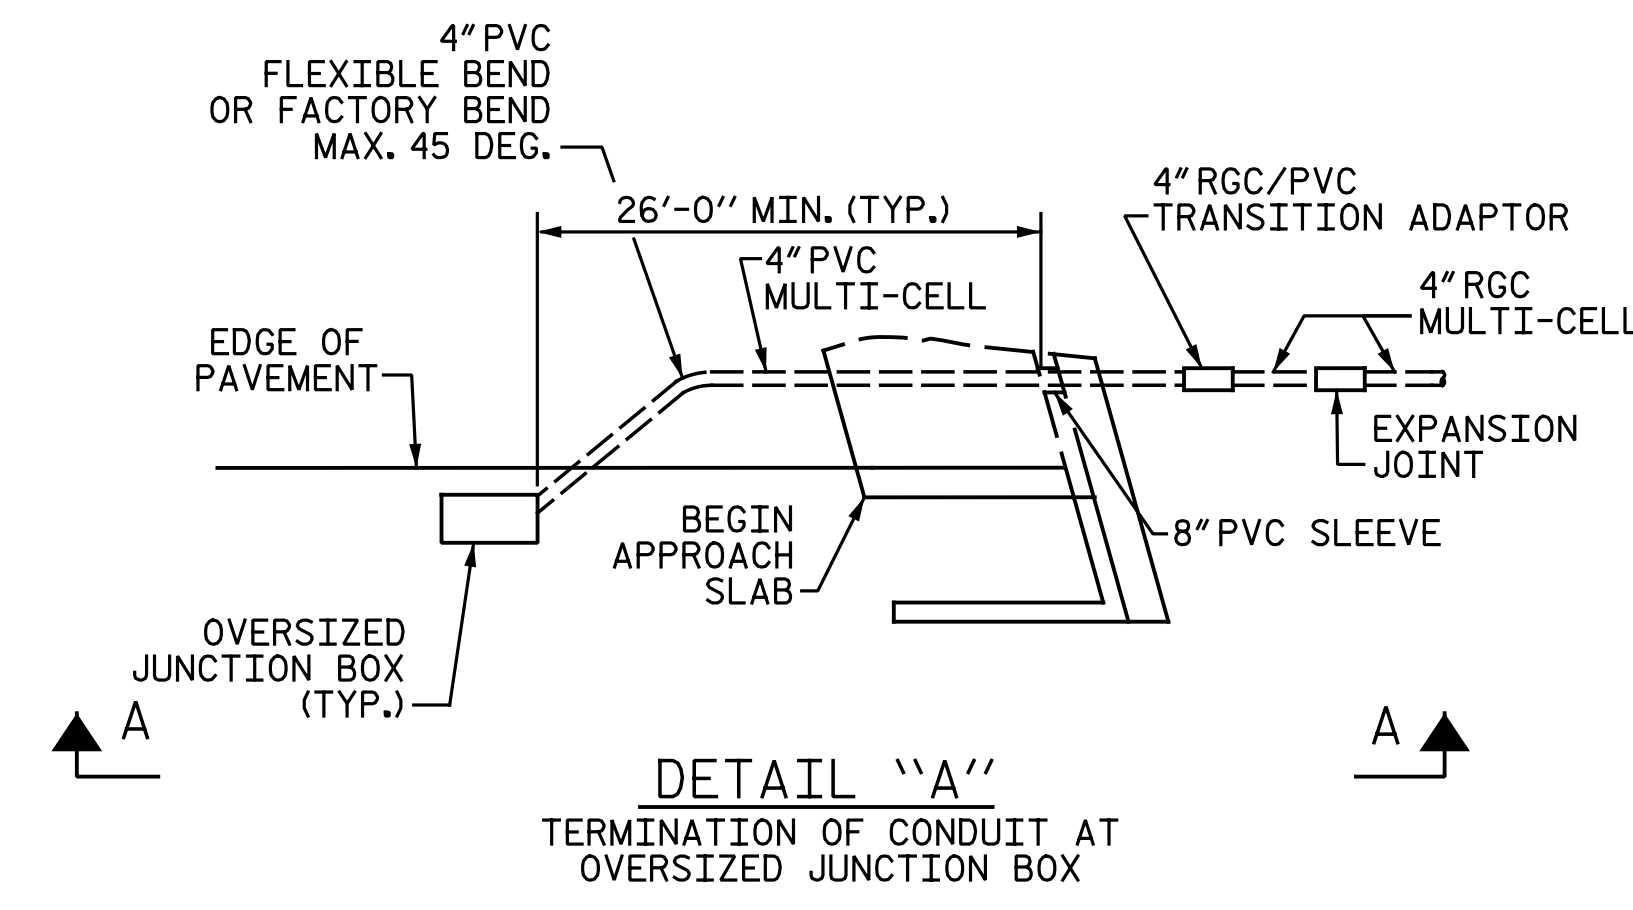 4" PVC
FLEXIBLE BEND
OR FACTORY BEND
MAX. 45 DEG.
26'-0" MIN. (TYP.)
4" PVC
MULTI-CELL
4" RGC/PVC
TRANSITION ADAPTOR
4" RGC
MULTI-CELL
EDGE OF
PAVEMENT
EXPANSION
JOINT
BEGIN
APPROACH
SLAB
8" PVC SLEEVE
OVERSIZED
JUNCTION BOX
(TYP.)
A
A
DETAIL "A"
TERMINATION OF CONDUIT AT
OVERSIZED JUNCTION BOX